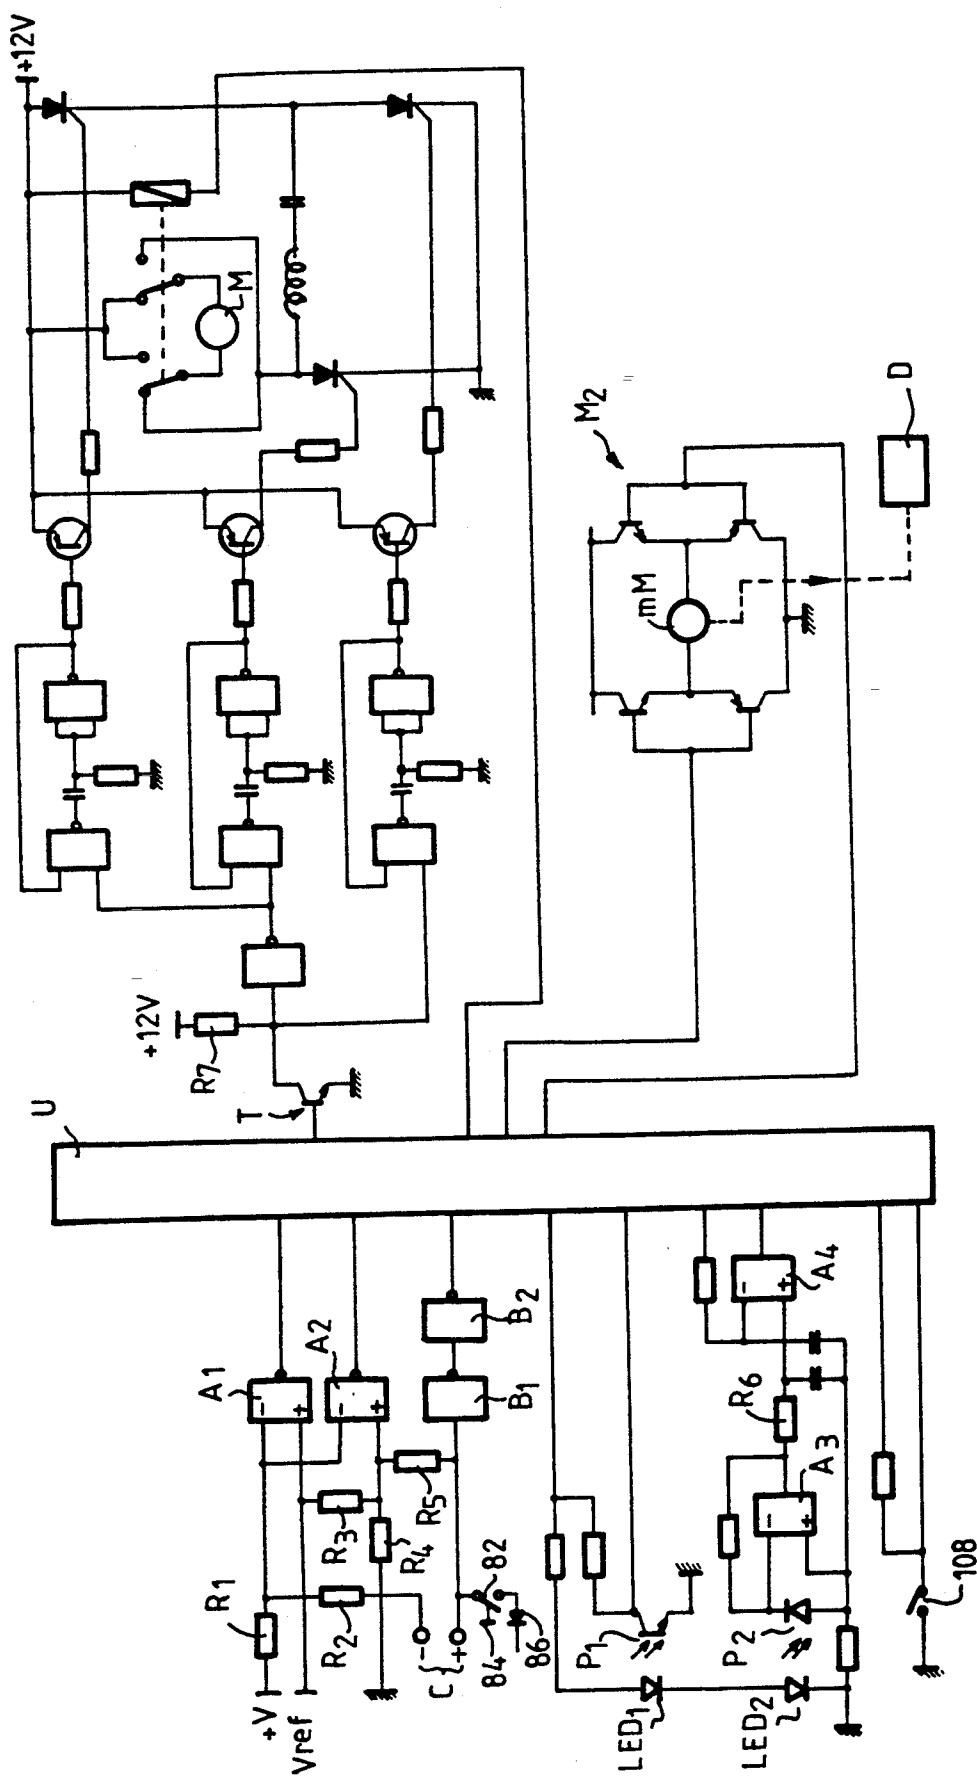 +12V
M
M2
mM
D
+12V
R7
T
U
A1
A2
B1
B2
A3
A4
R1
R2
R3
R4
R5
R6
+V
Vref
C
-
+
-
+
-
+
-
+
-
+
82
84
86
P1
P2
LED1
LED2
108